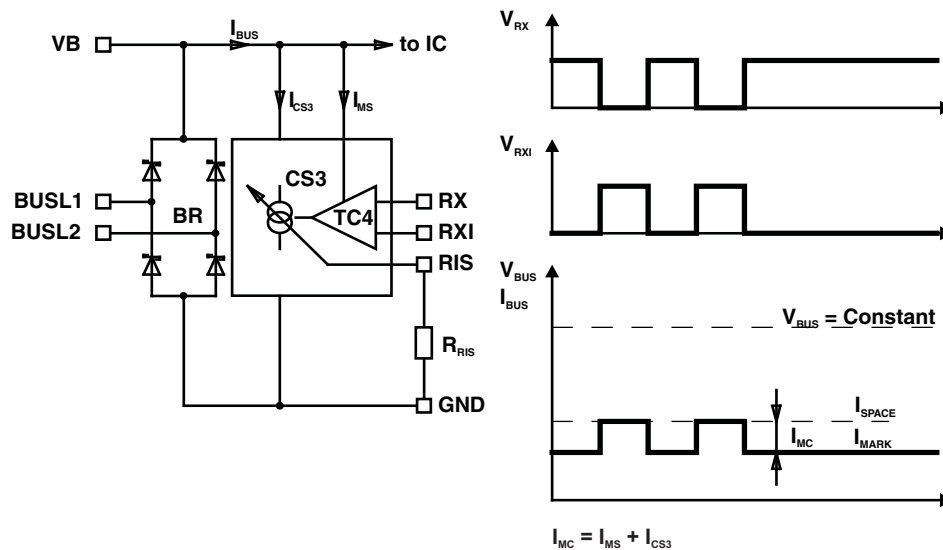 VB
I_BUS
to IC
I_CS3
I_MS
CS3
TC4
BUSL1
BUSL2
BR
RX
RXI
RIS
R_RIS
GND
V_RX
V_RXI
V_BUS
I_BUS
V_BUS = Constant
I_SPACE
I_MC
I_MARK
I_MC = I_MS + I_CS3